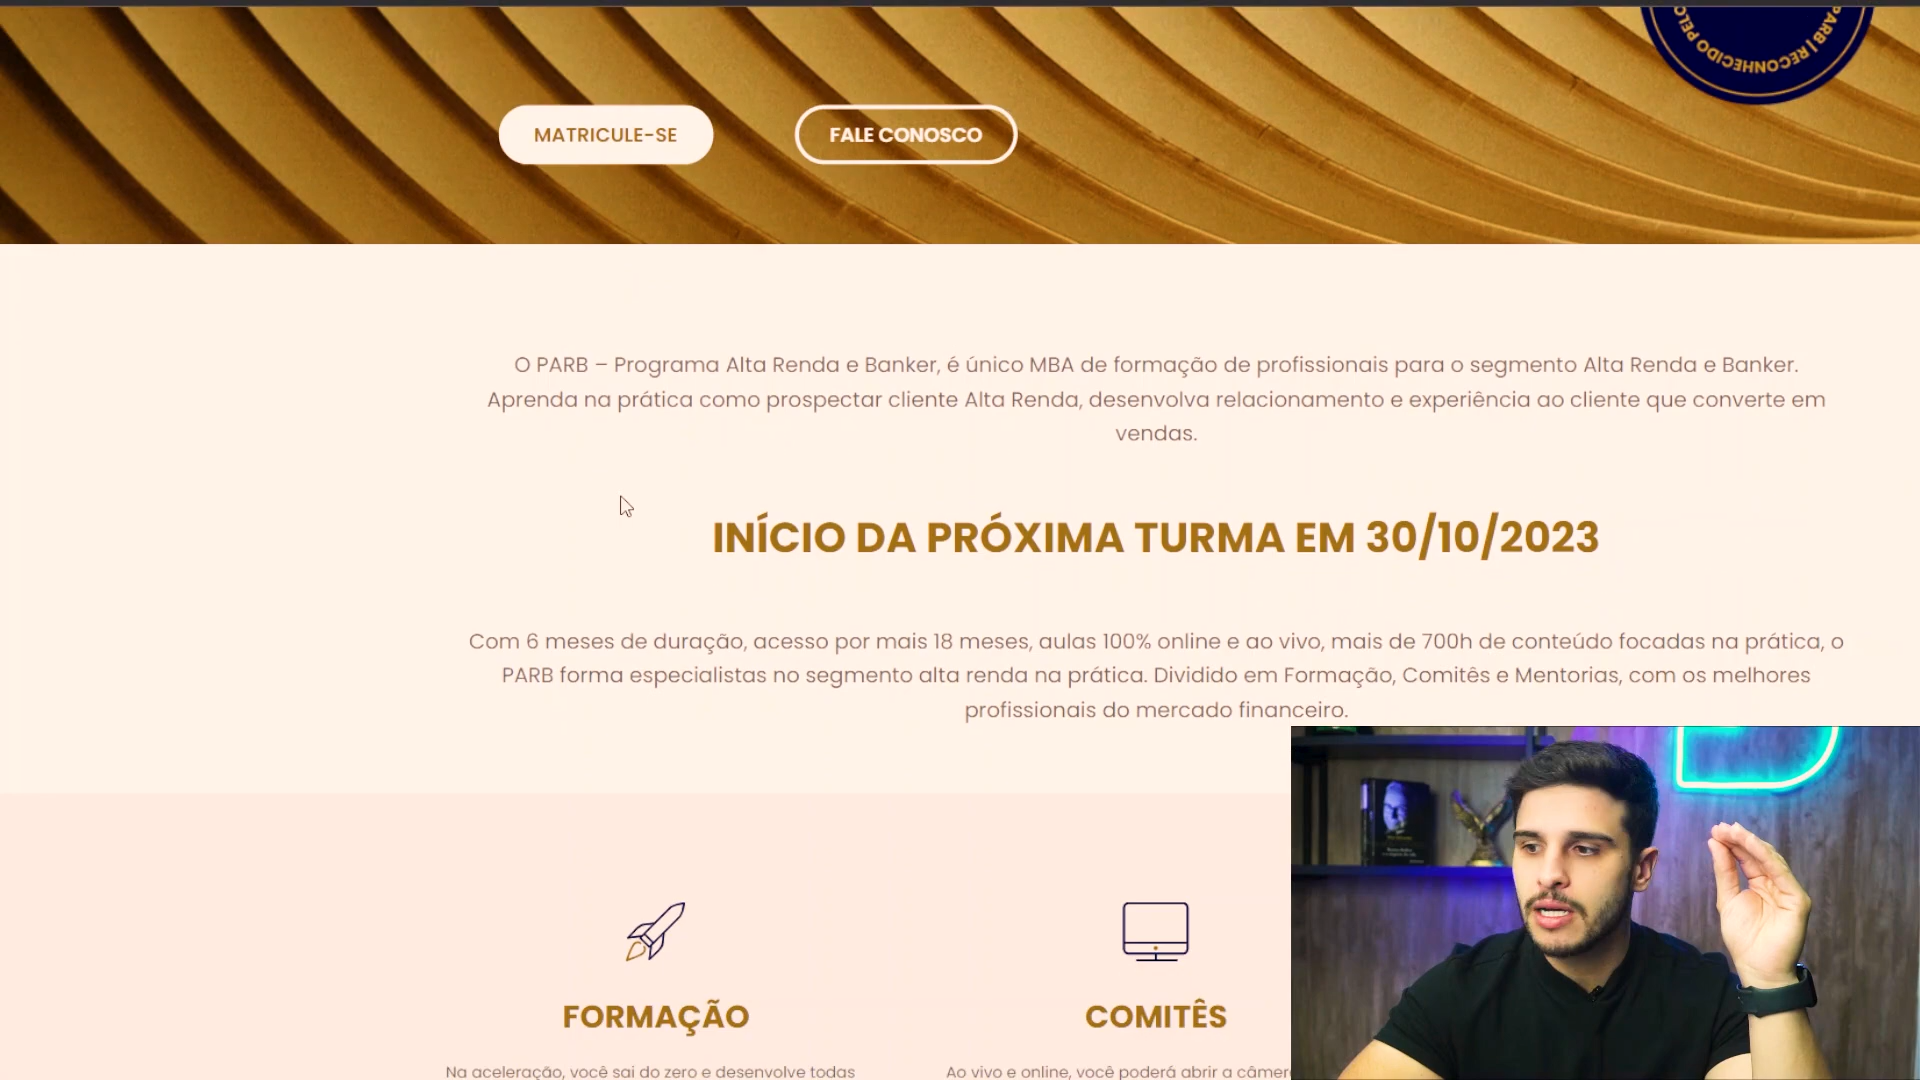 PARB | RECONHECIDO PELO
MATRICULE-SE
FALE CONOSCO
O PARB – Programa Alta Renda e Banker, é único MBA de formação de profissionais para o segmento Alta Renda e Banker.
Aprenda na prática como prospectar cliente Alta Renda, desenvolva relacionamento e experiência ao cliente que converte em
vendas.
INÍCIO DA PRÓXIMA TURMA EM 30/10/2023
Com 6 meses de duração, acesso por mais 18 meses, aulas 100% online e ao vivo, mais de 700h de conteúdo focadas na prática, o
PARB forma especialistas no segmento alta renda na prática. Dividido em Formação, Comitês e Mentorias, com os melhores
profissionais do mercado financeiro.
FORMAÇÃO
COMITÊS
Na aceleração, você sai do zero e desenvolve todas
Ao vivo e online, você poderá abrir a